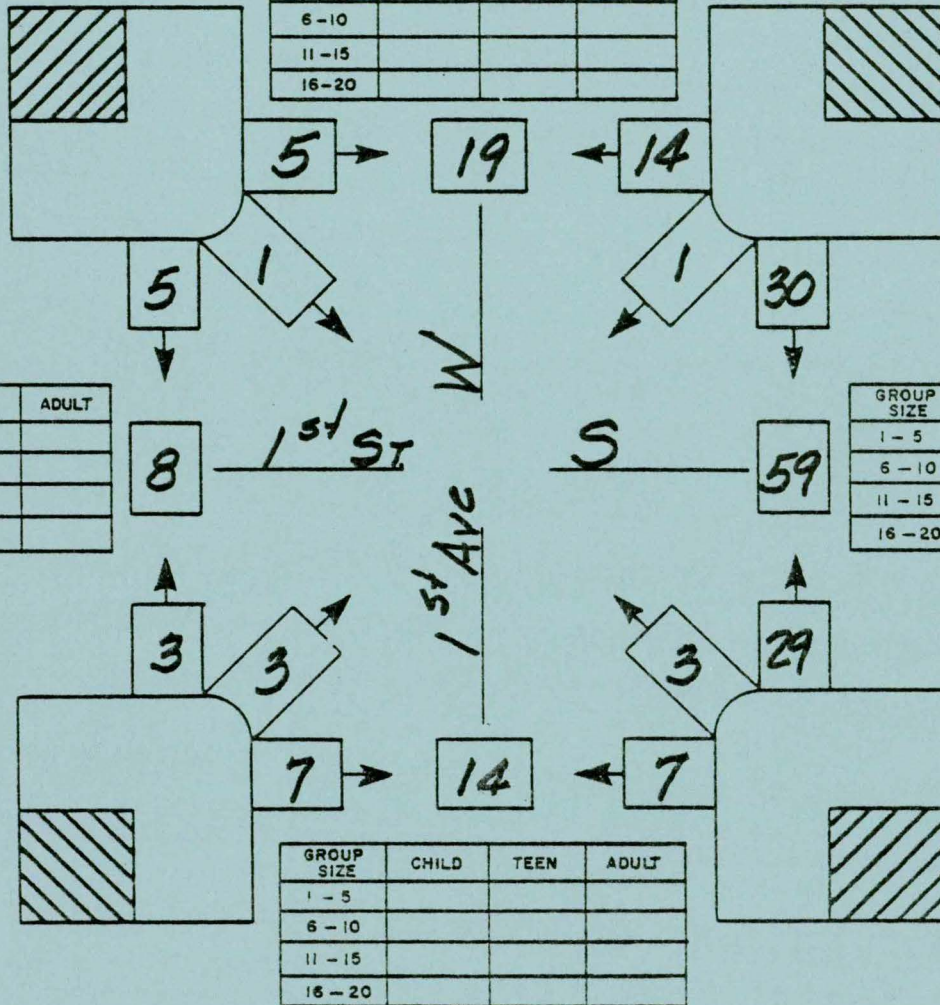 6-10
11-15
16-20
5 19 14
1 1
5 30
W
ADULT
GROUP SIZE
1 - 5
6 - 10
11 - 15
16 - 20
8 1st ST S 59
1st Ave
3 3 3 29
7 14 7
GROUP SIZE CHILD TEEN ADULT
1 - 5
6 - 10
11 - 15
16 - 20